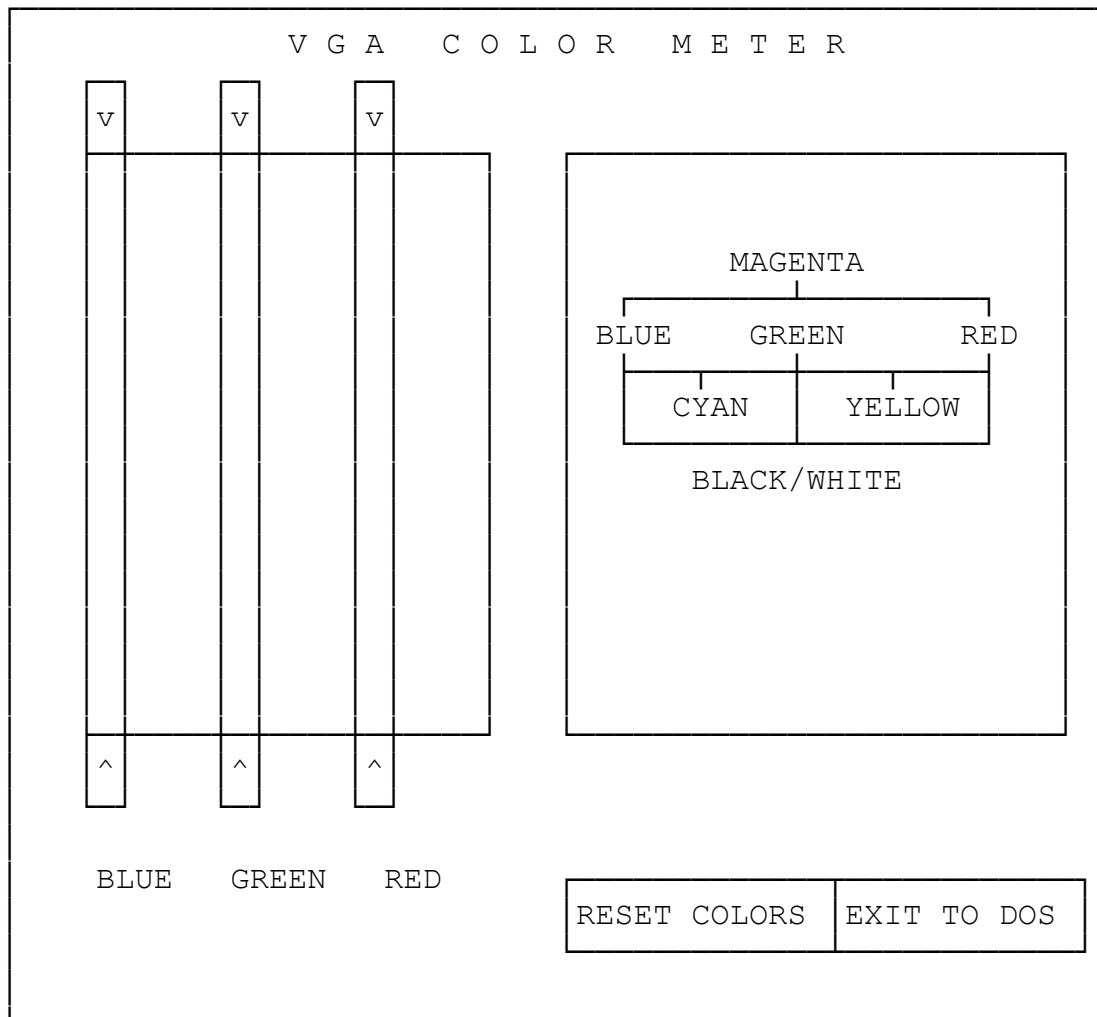 V G A   C O L O R   M E T E R
v v v
MAGENTA
BLUE GREEN RED
CYAN YELLOW
BLACK/WHITE
^ ^ ^
BLUE GREEN RED
RESET COLORS EXIT TO DOS